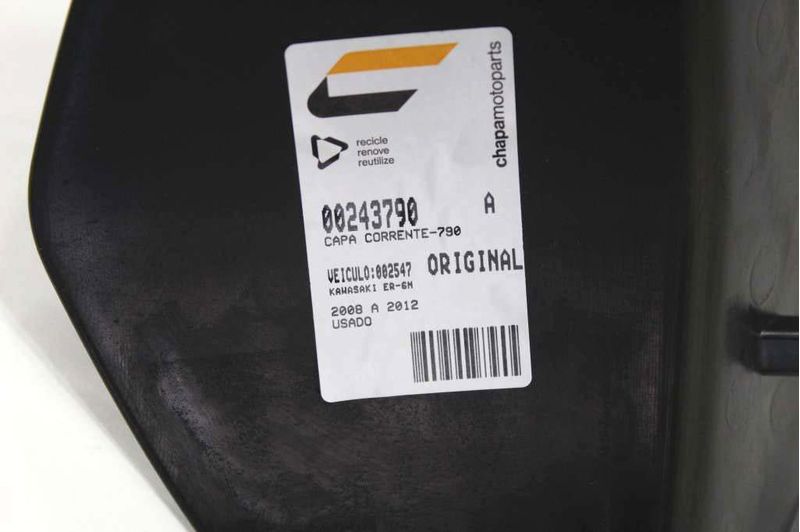 chapamotoparts
recicle
renove
reutilize
00243790 A
CAPA CORRENTE-790
VEICULO:002547 ORIGINAL
KAWASAKI ER-6N
2008 A 2012
USADO